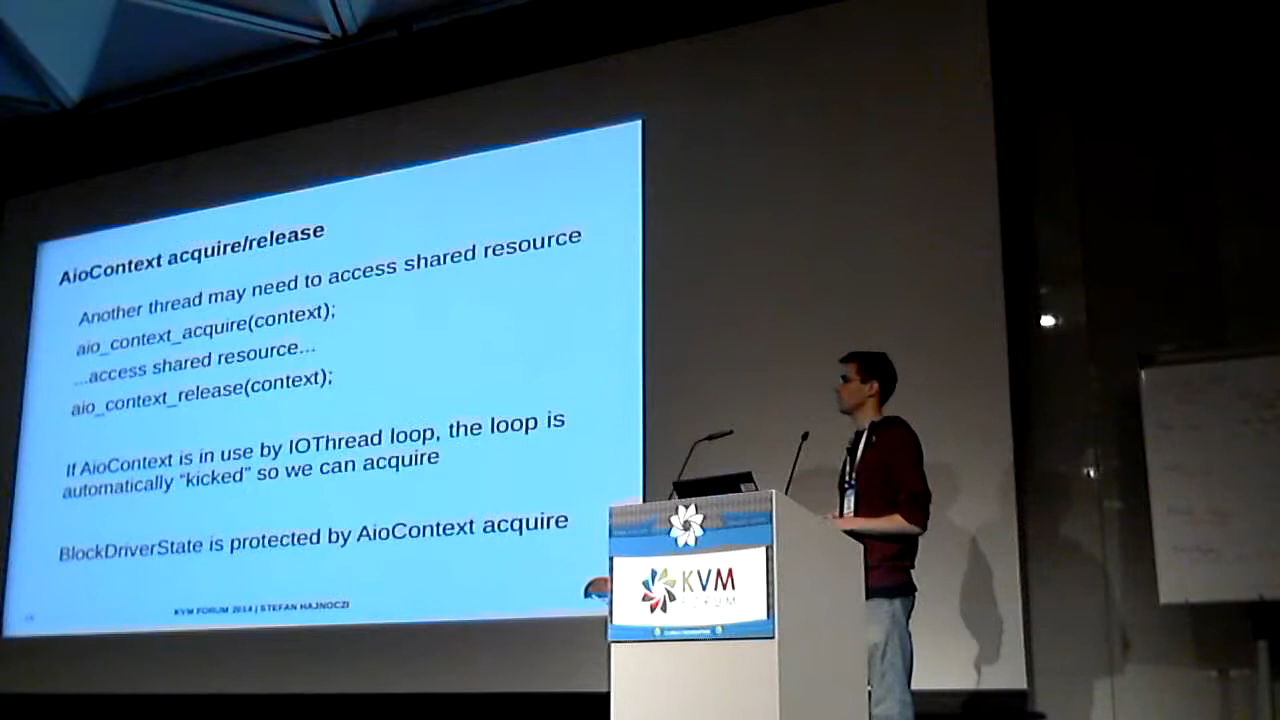 AioContext acquire/release
Another thread may need to access shared resource
aio_context_acquire(context);
...access shared resource...
aio_context_release(context);
If AioContext is in use by IOThread loop, the loop is
automatically “kicked” so we can acquire
BlockDriverState is protected by AioContext acquire
KVM FORUM 2014 | STEFAN HAJNOCZI
KVM
FORUM